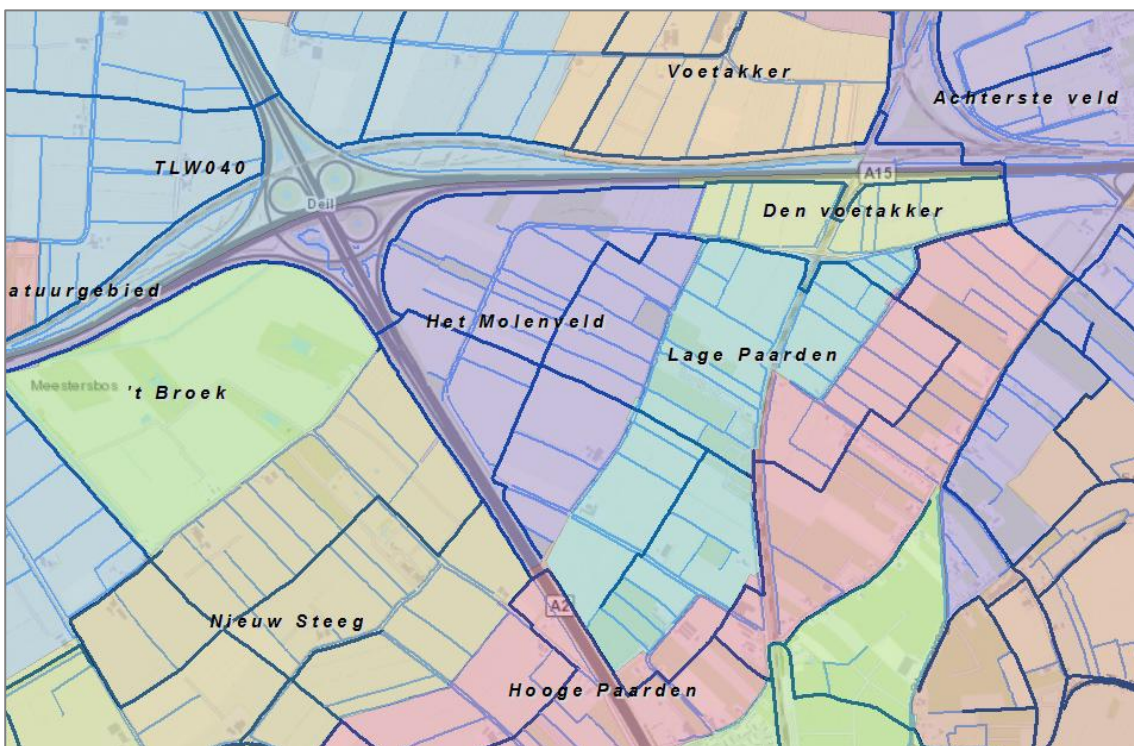 Voetakker
Achterste veld
TLW040
A15
Deil
Den voetakker
atuurgebied
Het Molenveld
Lage Paarden
Meestersbos
't Broek
A2
Nieuw Steeg
Hooge Paarden